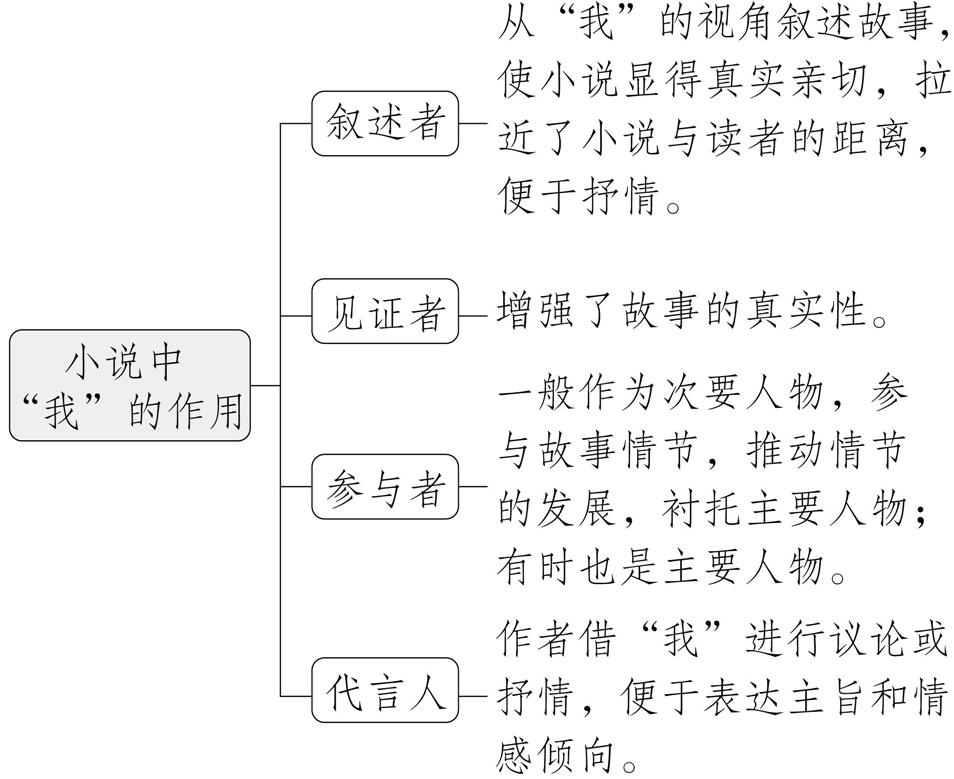 小说中
“我”的作用
叙述者
从“我”的视角叙述故事，
使小说显得真实亲切，拉
近了小说与读者的距离，
便于抒情。
见证者
增强了故事的真实性。
参与者
一般作为次要人物，参
与故事情节，推动情节
的发展，衬托主要人物；
有时也是主要人物。
代言人
作者借“我”进行议论或
抒情，便于表达主旨和情
感倾向。